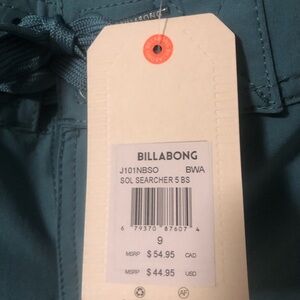 BILLABONG
BILLABONG
J101NBSO BWA
SOL SEARCHER 5 BS
6 79370 87607 4
9
MSRP $ 54.95 CAD
MSRP $ 44.95 USD